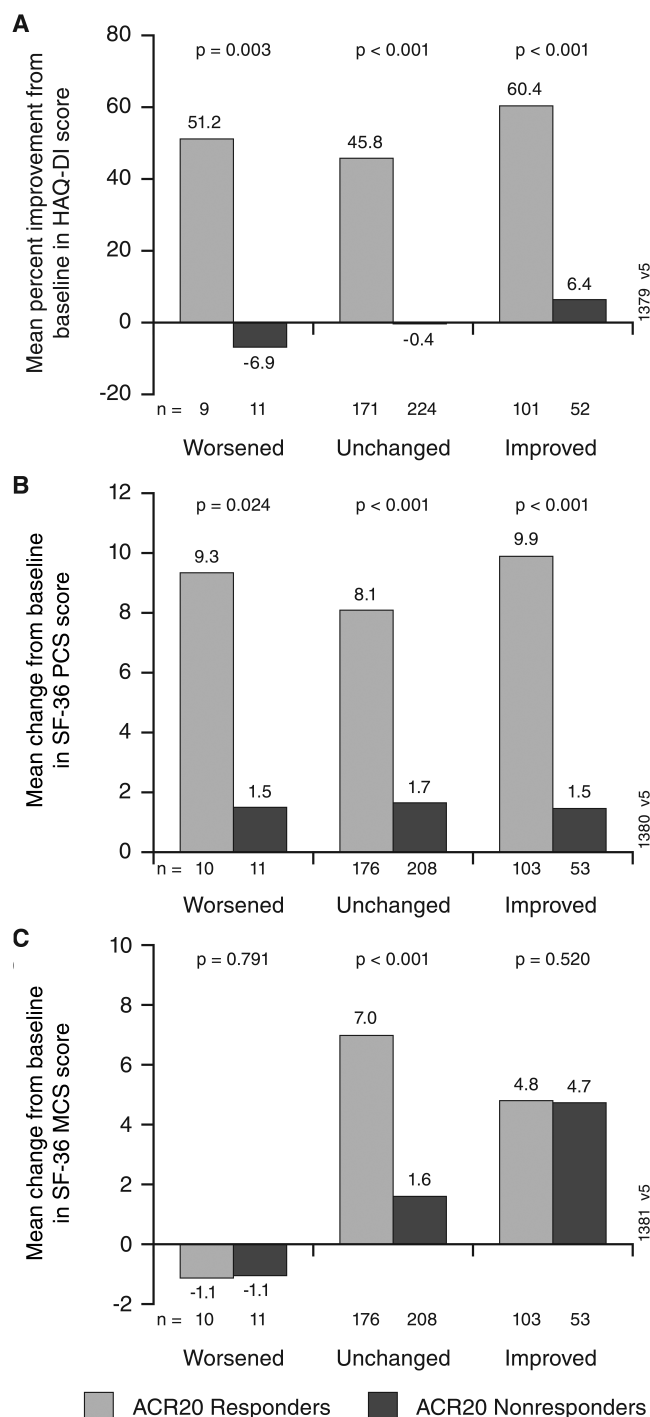 A
Mean percent improvement from
baseline in HAQ-DI score
80
60
40
20
0
-20
p = 0.003
p < 0.001
p < 0.001
51.2
-6.9
45.8
-0.4
60.4
6.4
n = 9 11 171 224 101 52
Worsened Unchanged Improved
1379 v5
B
Mean change from baseline
in SF-36 PCS score
12
10
8
6
4
2
0
p = 0.024
p < 0.001
p < 0.001
9.3
1.5
8.1
1.7
9.9
1.5
n = 10 11 176 208 103 53
Worsened Unchanged Improved
1380 v5
C
Mean change from baseline
in SF-36 MCS score
10
8
6
4
2
0
-2
p = 0.791
p < 0.001
p = 0.520
-1.1
-1.1
7.0
1.6
4.8
4.7
n = 10 11 176 208 103 53
Worsened Unchanged Improved
1381 v5
ACR20 Responders ACR20 Nonresponders